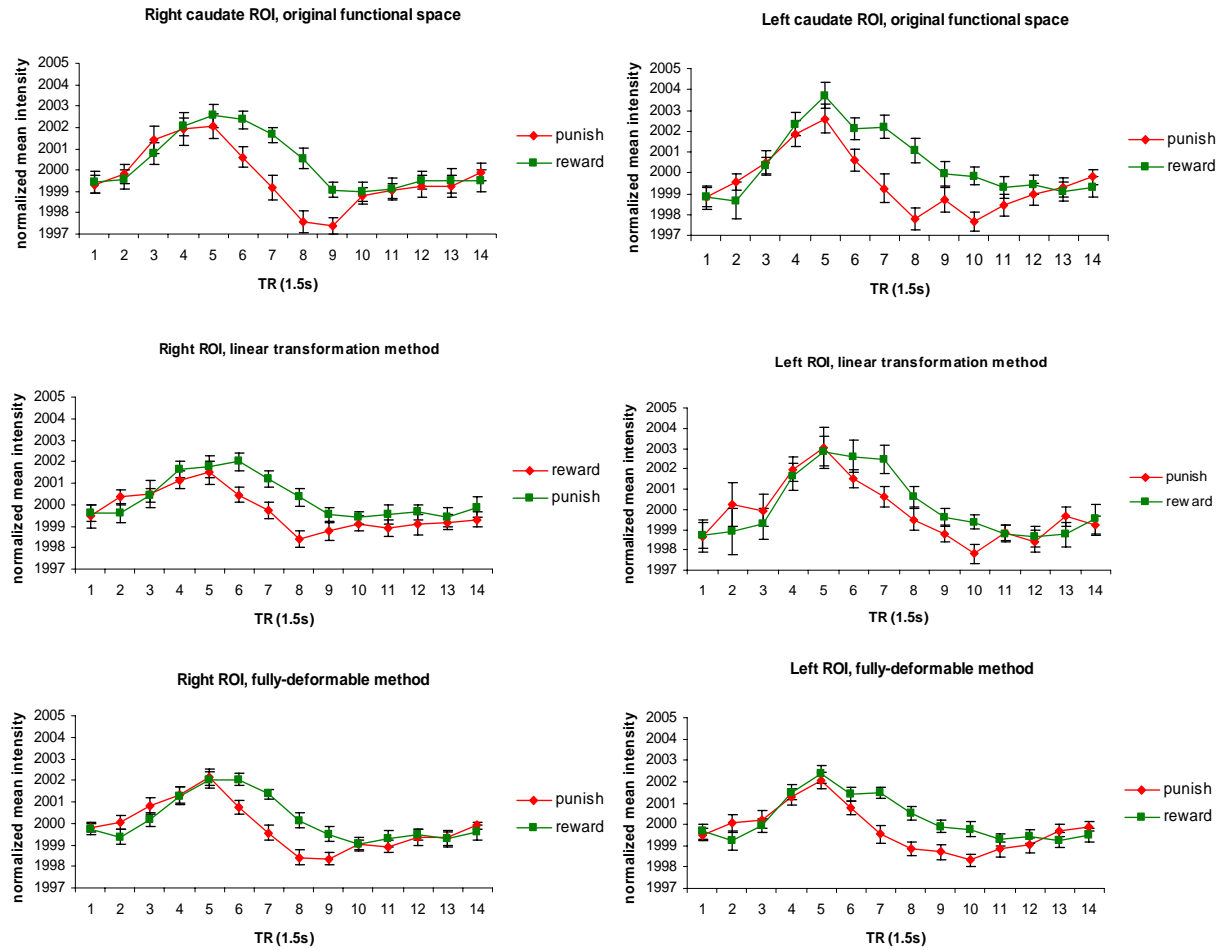 Right caudate ROI, original functional space
normalized mean intensity
2005
2004
2003
2002
2001
2000
1999
1998
1997
1 2 3 4 5 6 7 8 9 10 11 12 13 14
TR (1.5s)
punish
reward
Left caudate ROI, original functional space
normalized mean intensity
2005
2004
2003
2002
2001
2000
1999
1998
1997
1 2 3 4 5 6 7 8 9 10 11 12 13 14
TR (1.5s)
punish
reward
Right ROI, linear transformation method
normalized mean intensity
2005
2004
2003
2002
2001
2000
1999
1998
1997
1 2 3 4 5 6 7 8 9 10 11 12 13 14
TR (1.5s)
reward
punish
Left ROI, linear transformation method
normalized mean intensity
2005
2004
2003
2002
2001
2000
1999
1998
1997
1 2 3 4 5 6 7 8 9 10 11 12 13 14
TR (1.5s)
punish
reward
Right ROI, fully-deformable method
normalized mean intensity
2005
2004
2003
2002
2001
2000
1999
1998
1997
1 2 3 4 5 6 7 8 9 10 11 12 13 14
TR (1.5s)
punish
reward
Left ROI, fully-deformable method
normalized mean intensity
2005
2004
2003
2002
2001
2000
1999
1998
1997
1 2 3 4 5 6 7 8 9 10 11 12 13 14
TR (1.5s)
punish
reward